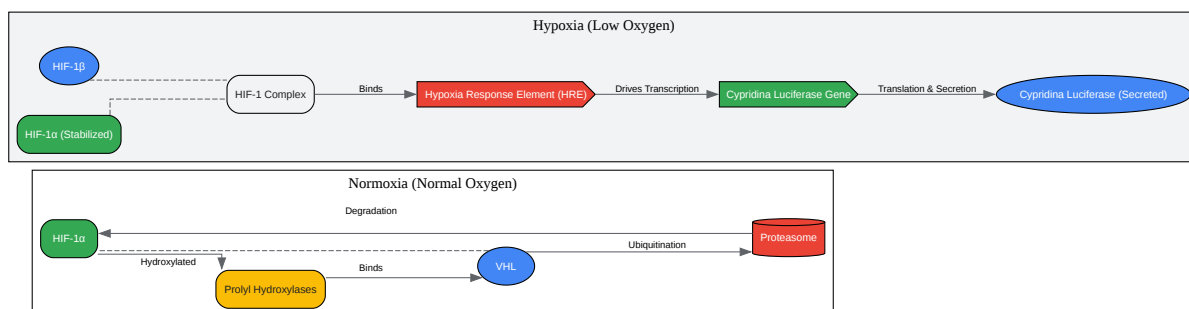 Hypoxia (Low Oxygen)
HIF-1β
HIF-1α (Stabilized)
HIF-1 Complex
Binds
Hypoxia Response Element (HRE)
Drives Transcription
Cypridina Luciferase Gene
Translation & Secretion
Cypridina Luciferase (Secreted)
Normoxia (Normal Oxygen)
Degradation
HIF-1α
Hydroxylated
Prolyl Hydroxylases
Binds
VHL
Ubiquitination
Proteasome